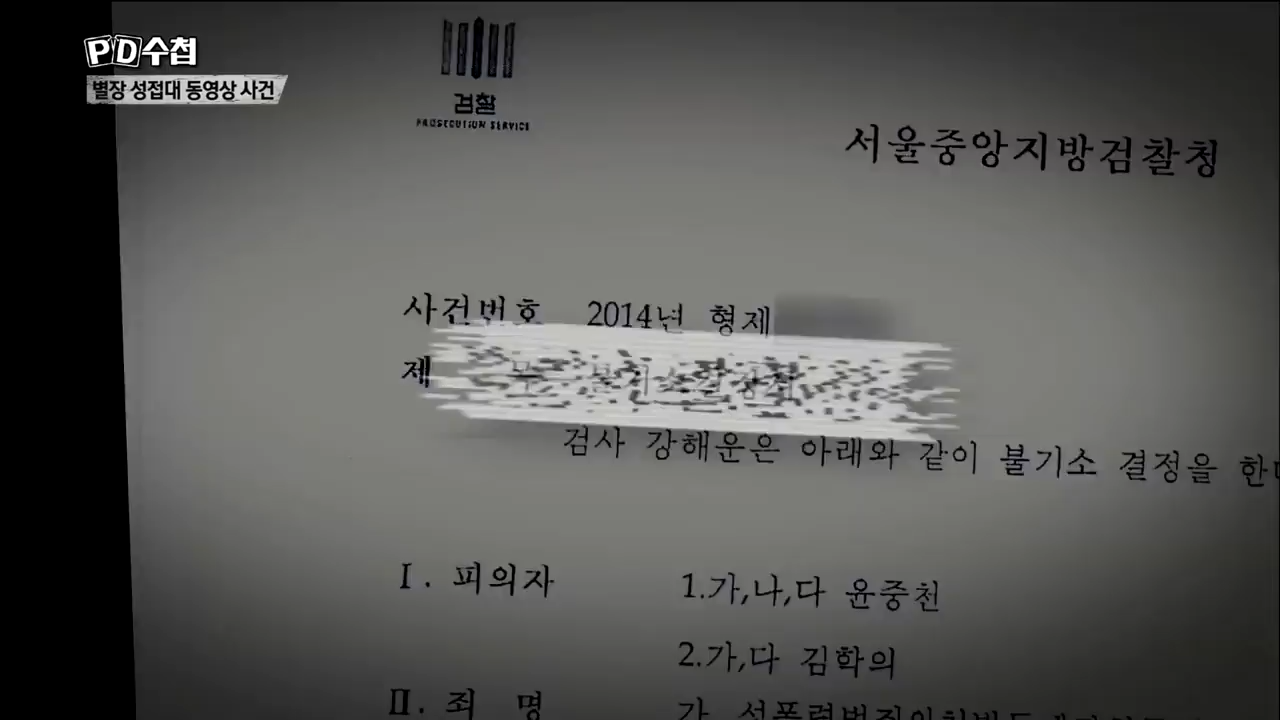 PD수첩
별장 성접대 동영상 사건
검찰
PROSECUTION SERVICE
서울중앙지방검찰청
사건번호 2014년 형제
제
검사 강해운은 아래와 같이 불기소 결정을 한
Ⅰ. 피의자 1.가,나,다 윤중천
2.가,다 김학의
Ⅱ. 죄 명